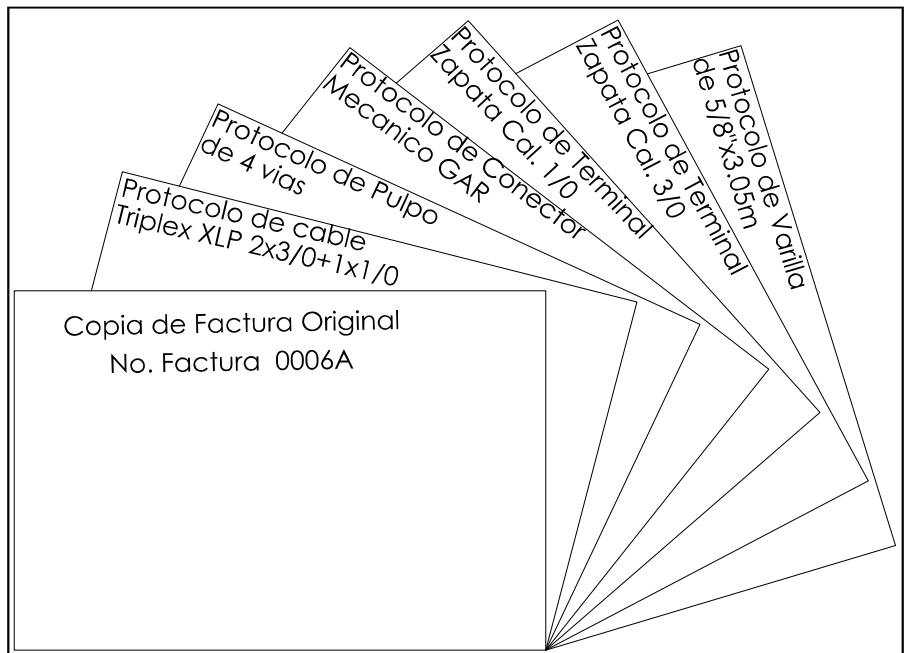 Copia de Factura Original
No. Factura 0006A
Protocolo de cable
Triplex XLP 2x3/0+1x1/0
Protocolo de Pulpo
de 4 vias
Protocolo de Conector
Mecanico GAR
Protocolo de Terminal
Zapata Cal. 1/0
Protocolo de Terminal
Zapata Cal. 3/0
Protocolo de Varilla
de 5/8"x3.05m